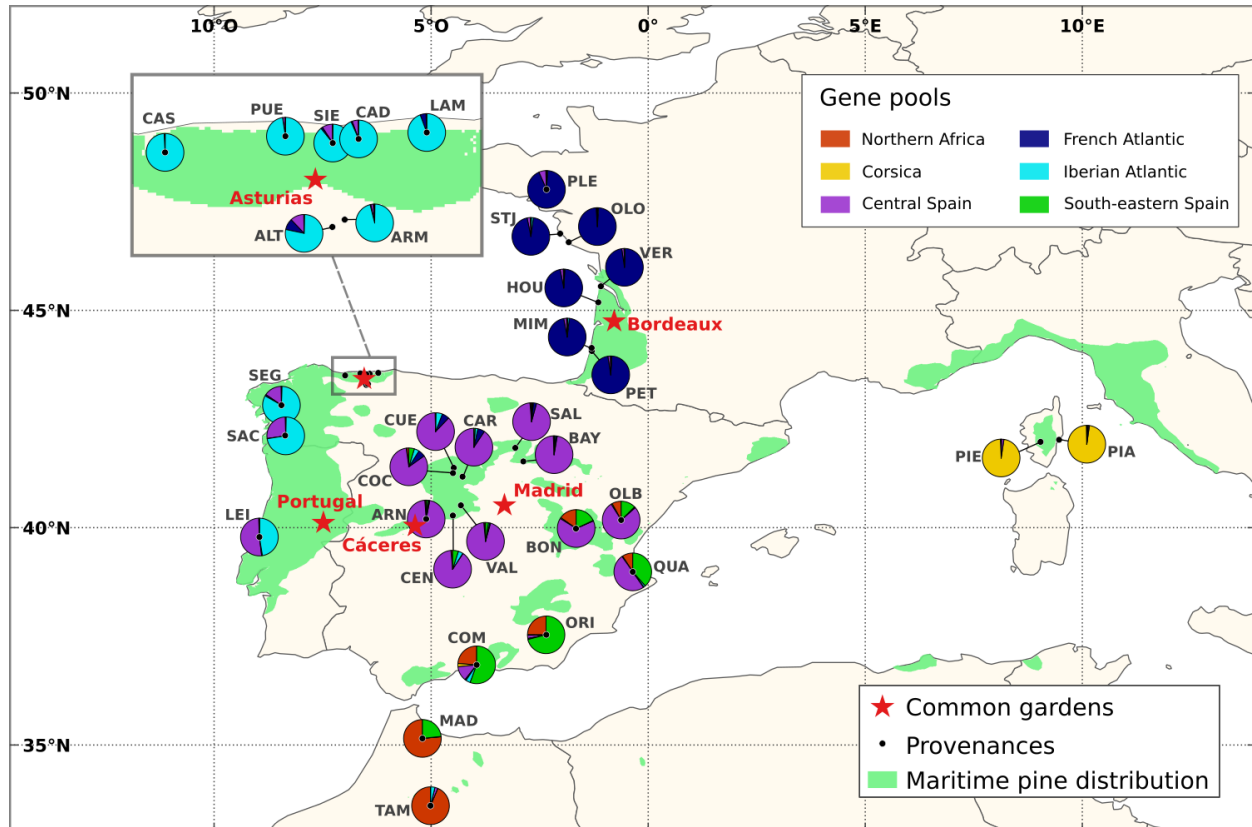 10°O 5°O 0° 10°E
50°N
45°N
40°N
35°N
CAS PUE SIE CAD LAM
Asturias
ALT ARM
Gene pools
Northern Africa French Atlantic
Corsica Iberian Atlantic
Central Spain South-eastern Spain
PLE
STJ OLO
VER
HOU
MIM Bordeaux
PET
SEG
SAC
CUE CAR SAL
BAY
COC
PIE PIA
Portugal Madrid
LEI ARN OLB
Cáceres BON
CEN VAL QUA
COM ORI
MAD
TAM
Common gardens
Provenances
Maritime pine distribution